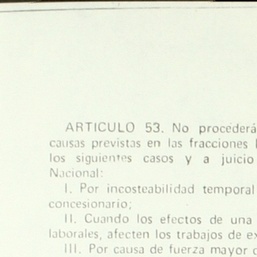 ARTICULO 53. No procederá
causas previstas en las fracciones
los siguientes casos y a juicio
Nacional:
I. Por incosteabilidad temporal
concesionario;
II. Cuando los efectos de una
laborales, afecten los trabajos de
III. Por causa de fuerza mayor